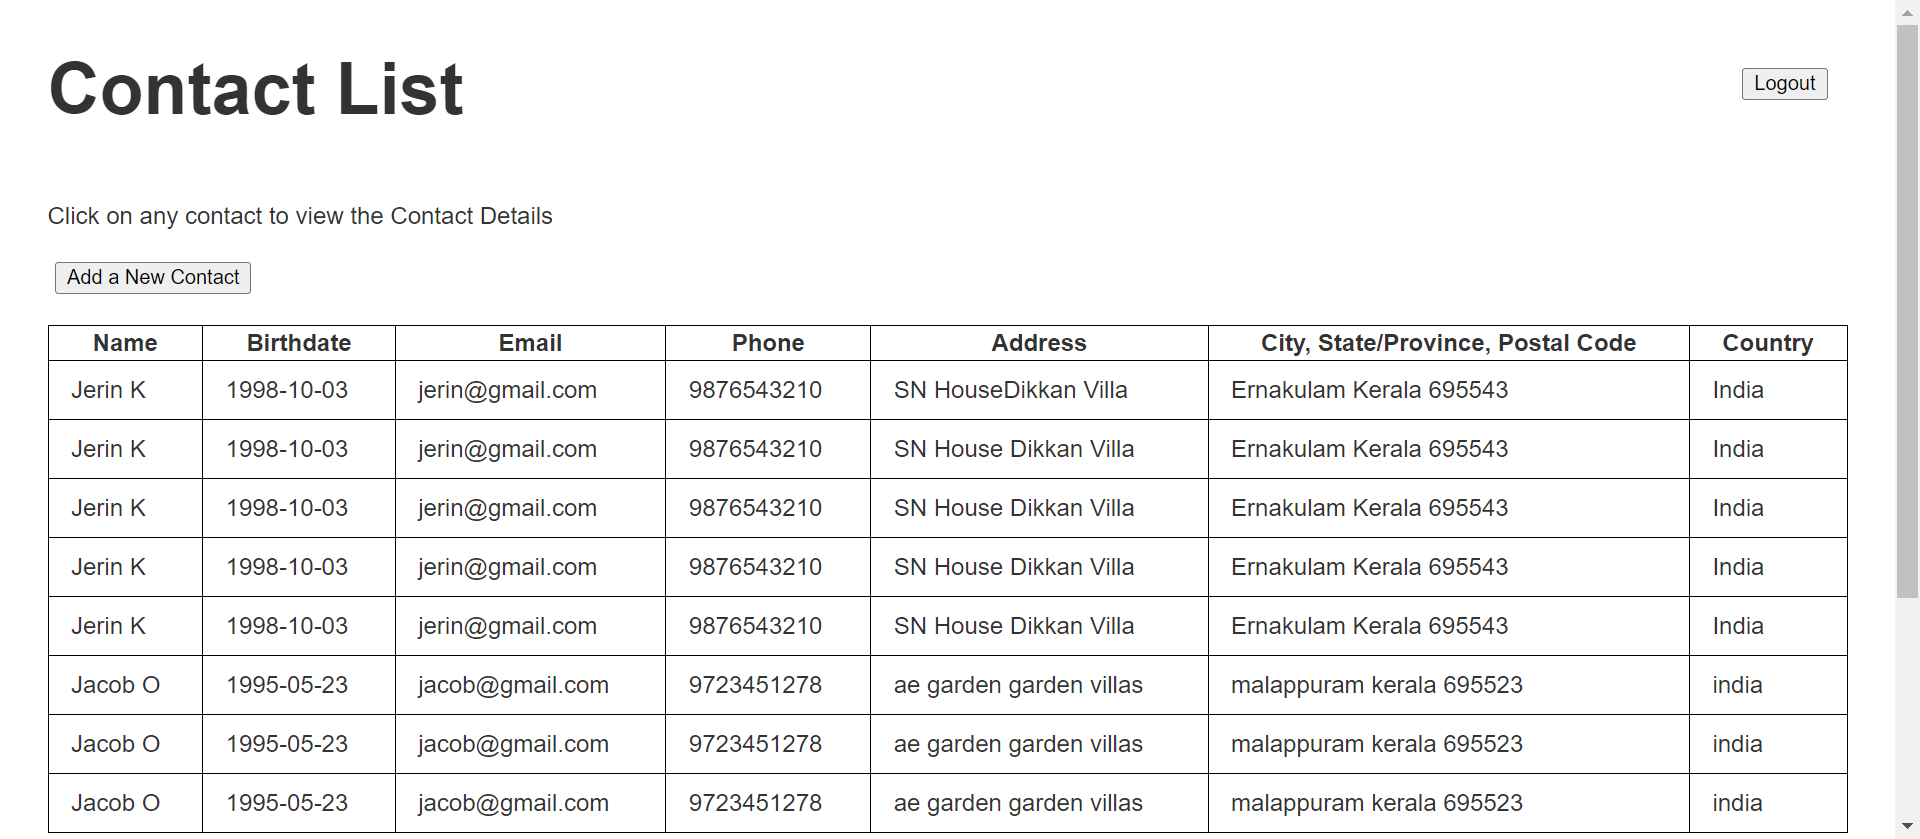 Contact List
Logout
Click on any contact to view the Contact Details
Add a New Contact
Name Birthdate Email Phone Address City, State/Province, Postal Code Country
Jerin K 1998-10-03 jerin@gmail.com 9876543210 SN HouseDikkan Villa Ernakulam Kerala 695543 India
Jerin K 1998-10-03 jerin@gmail.com 9876543210 SN House Dikkan Villa Ernakulam Kerala 695543 India
Jerin K 1998-10-03 jerin@gmail.com 9876543210 SN House Dikkan Villa Ernakulam Kerala 695543 India
Jerin K 1998-10-03 jerin@gmail.com 9876543210 SN House Dikkan Villa Ernakulam Kerala 695543 India
Jerin K 1998-10-03 jerin@gmail.com 9876543210 SN House Dikkan Villa Ernakulam Kerala 695543 India
Jacob O 1995-05-23 jacob@gmail.com 9723451278 ae garden garden villas malappuram kerala 695523 india
Jacob O 1995-05-23 jacob@gmail.com 9723451278 ae garden garden villas malappuram kerala 695523 india
Jacob O 1995-05-23 jacob@gmail.com 9723451278 ae garden garden villas malappuram kerala 695523 india